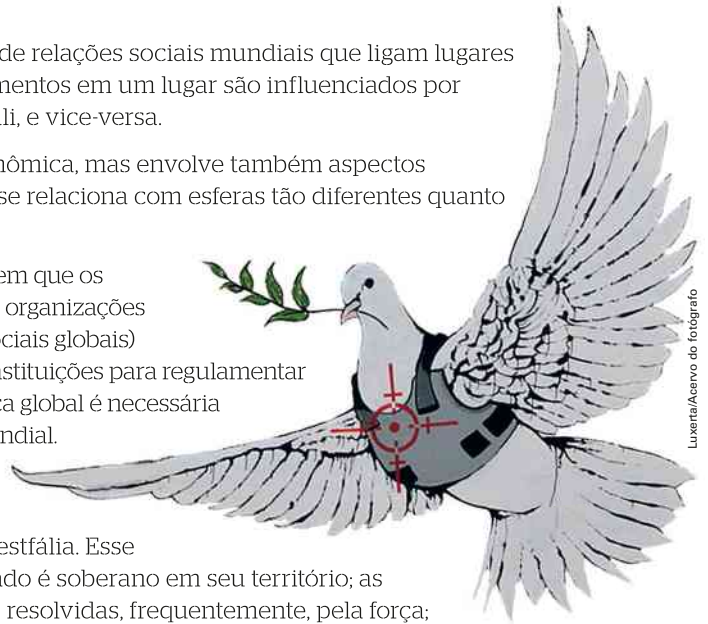 de relações sociais mundiais que ligam lugares
mentos em um lugar são influenciados por
li, e vice-versa.
nômica, mas envolve também aspectos
se relaciona com esferas tão diferentes quanto
em que os
organizações
ciais globais)
stituições para regulamentar
ca global é necessária
ndial.
estfália. Esse
do é soberano em seu território; as
resolvidas, frequentemente, pela força;
Luxerta/Acervo do fotógrafo